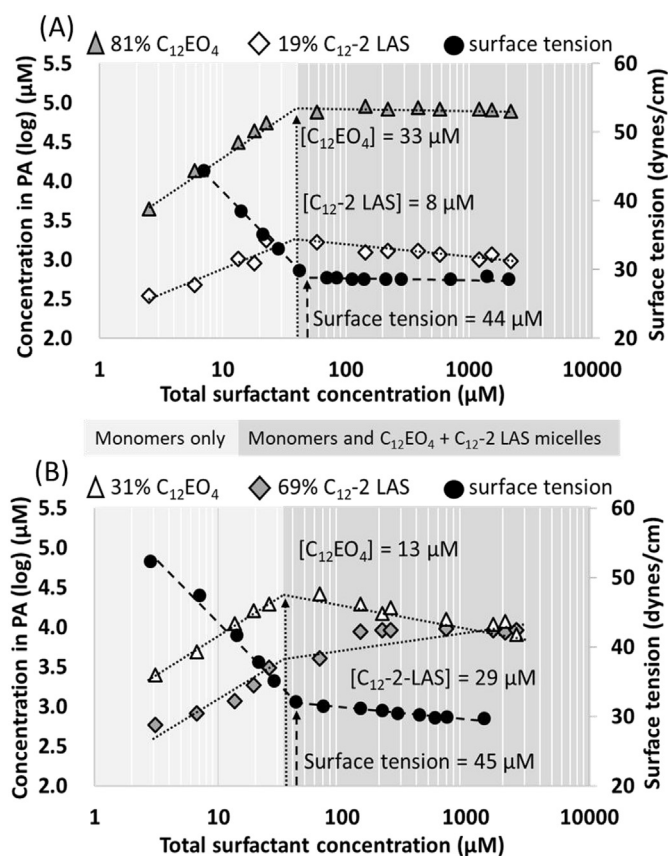 (A)
81% C₁₂EO₄ 19% C₁₂-2 LAS surface tension
Concentration in PA (log) (μM)
5.5
5.0
4.5
4.0
3.5
3.0
2.5
2.0
[C₁₂EO₄] = 33 μM
[C₁₂-2 LAS] = 8 μM
Surface tension = 44 μM
60
50
40
30
20
Surface tension (dynes/cm)
1 10 100 1000 10000
Total surfactant concentration (μM)
Monomers only Monomers and C₁₂EO₄ + C₁₂-2 LAS micelles
(B)
31% C₁₂EO₄ 69% C₁₂-2 LAS surface tension
Concentration in PA (log) (μM)
5.5
5.0
4.5
4.0
3.5
3.0
2.5
2.0
[C₁₂EO₄] = 13 μM
[C₁₂-2-LAS] = 29 μM
Surface tension = 45 μM
60
50
40
30
20
Surface tension (dynes/cm)
1 10 100 1000 10000
Total surfactant concentration (μM)